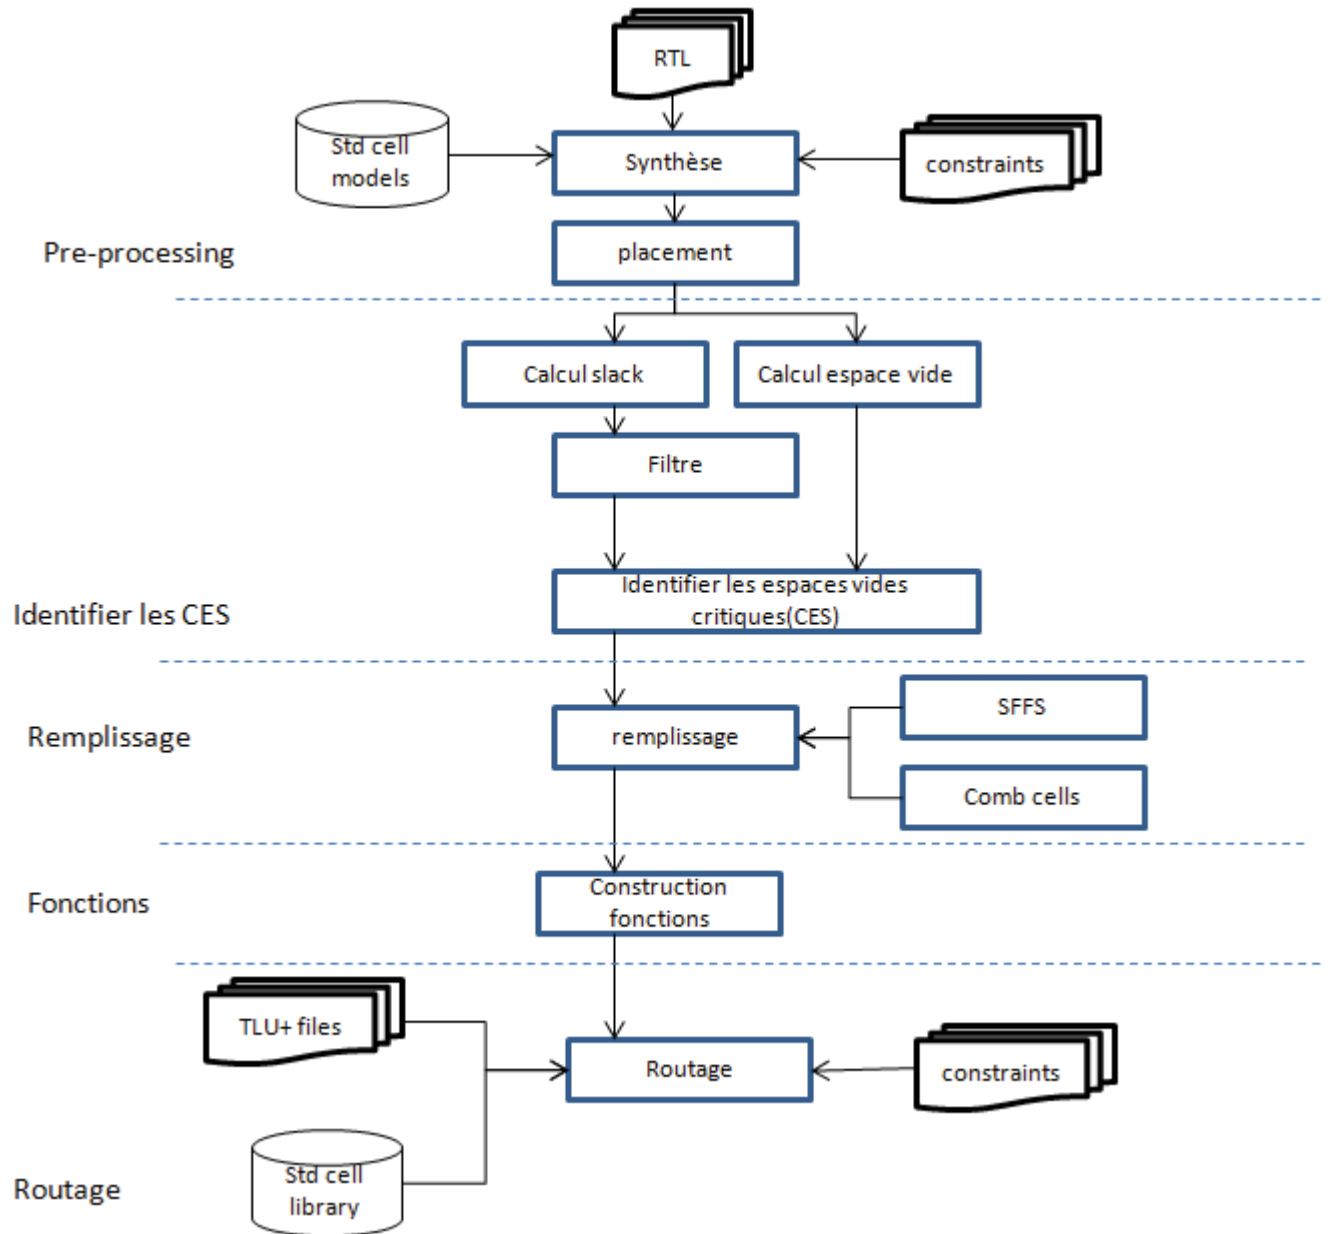 RTL
Std cell
models
Synthèse
constraints
Pre-processing
placement
Calcul slack
Calcul espace vide
Filtre
Identifier les CES
Identifier les espaces vides
critiques(CES)
SFFS
Remplissage
remplissage
Comb cells
Fonctions
Construction
fonctions
TLU+ files
Routage
constraints
Std cell
library
Routage